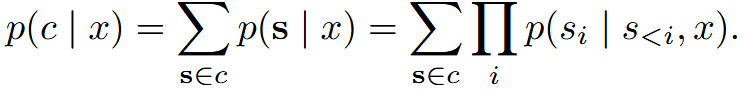 p(c | x) = ∑_{s∈c} p(s | x) = ∑_{s∈c} ∏_i p(s_i | s_{<i}, x).